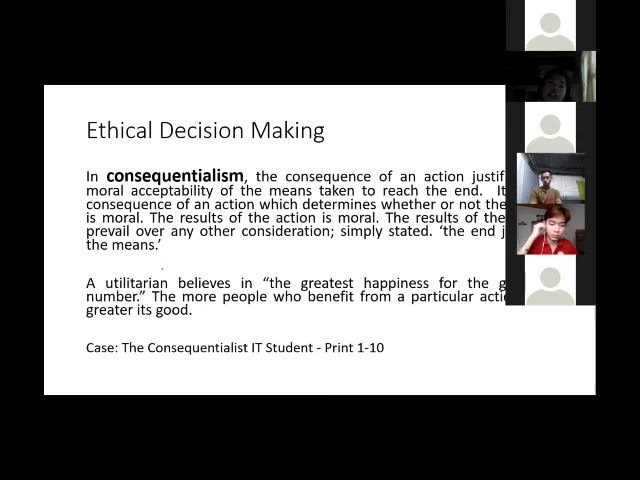 Ethical Decision Making
In consequentialism, the consequence of an action
moral acceptability of the means taken to reach the end.
consequence of an action which determines whether or not the
is moral. The results of the action is moral. The results of the
prevail over any other consideration; simply stated. ‘the end
the means.’
A utilitarian believes in “the greatest happiness for the
number.” The more people who benefit from a particular
greater its good.
Case: The Consequentialist IT Student - Print 1-10